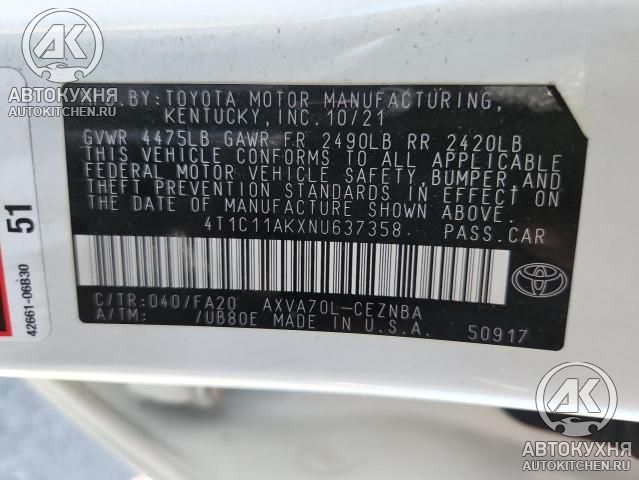 АВТОКУХНЯ
AUTOKITCHEN.RU
BY: TOYOTA MOTOR MANUFACTURING,
KENTUCKY, INC. 10/21
GVWR 4475LB GAWR FR 2490LB RR 2420LB
THIS VEHICLE CONFORMS TO ALL APPLICABLE
FEDERAL MOTOR VEHICLE SAFETY, BUMPER, AND
THEFT PREVENTION STANDARDS IN EFFECT ON
THE DATE OF MANUFACTURE SHOWN ABOVE.
4T1C11AKXNU637358 PASS.CAR
C/TR:040/FA20 AXVA70L-CEZNBA
A/TM: /UB80E MADE IN U.S.A. 50917
TOYOTA
51
42661-06B30
АК
АВТОКУХНЯ
AUTOKITCHEN.RU